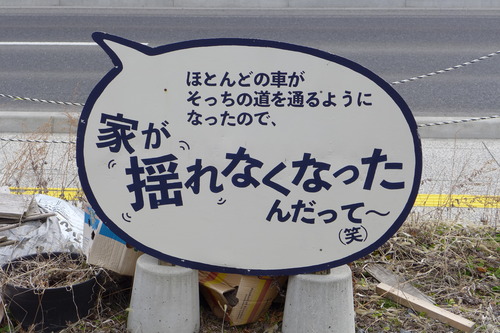 ほとんどの車が
そっちの道を通るように
なったので、
家が
揺れなくなった
んだって～
(笑)